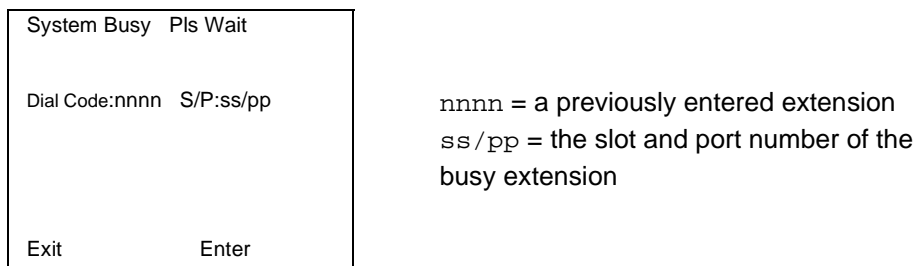 System Busy Pls Wait
Dial Code:nnnn S/P:ss/pp
Exit Enter
nnnn = a previously entered extension
ss/pp = the slot and port number of the
busy extension